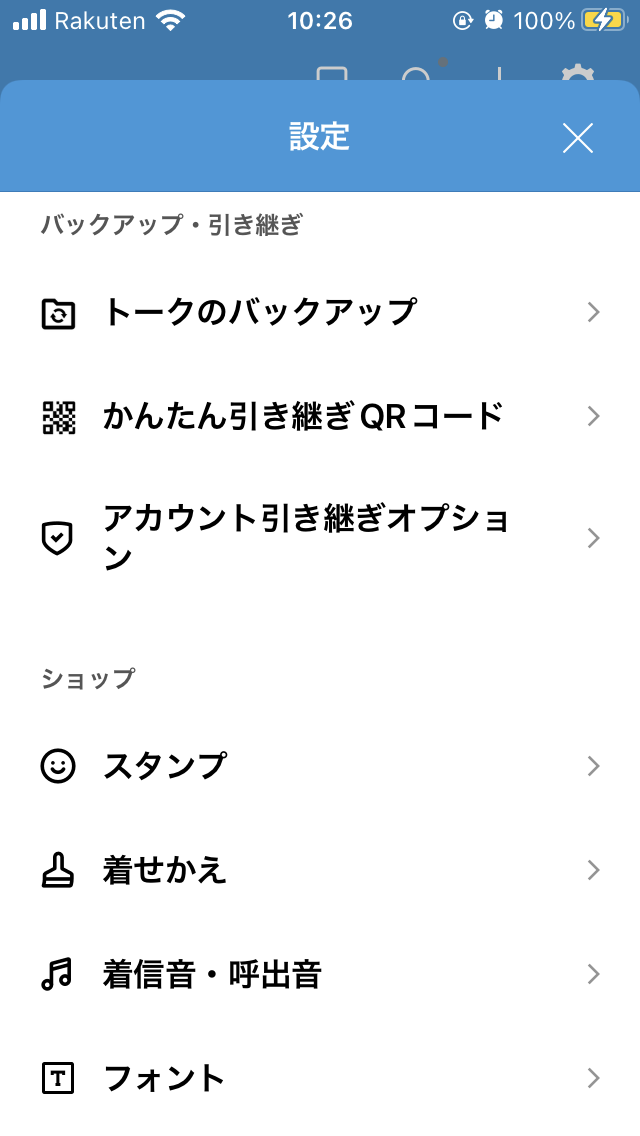 Rakuten 10:26 100%
設定
バックアップ・引き継ぎ
トークのバックアップ
かんたん引き継ぎQRコード
アカウント引き継ぎオプショ
ン
ショップ
スタンプ
着せかえ
着信音・呼出音
フォント